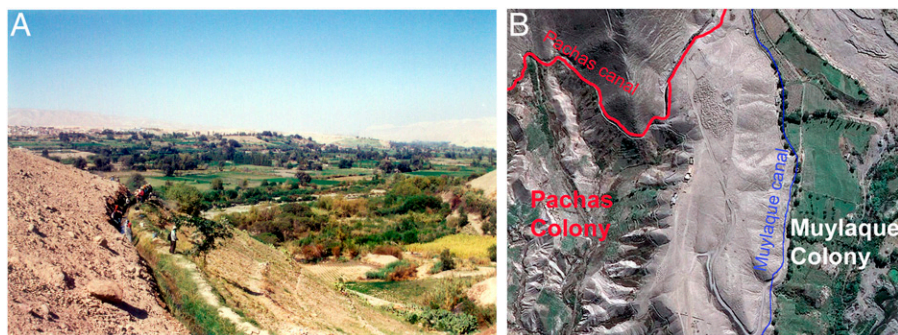 A
B
Pachas canal
Pachas
Colony
Muylaque canal
Muylaque
Colony